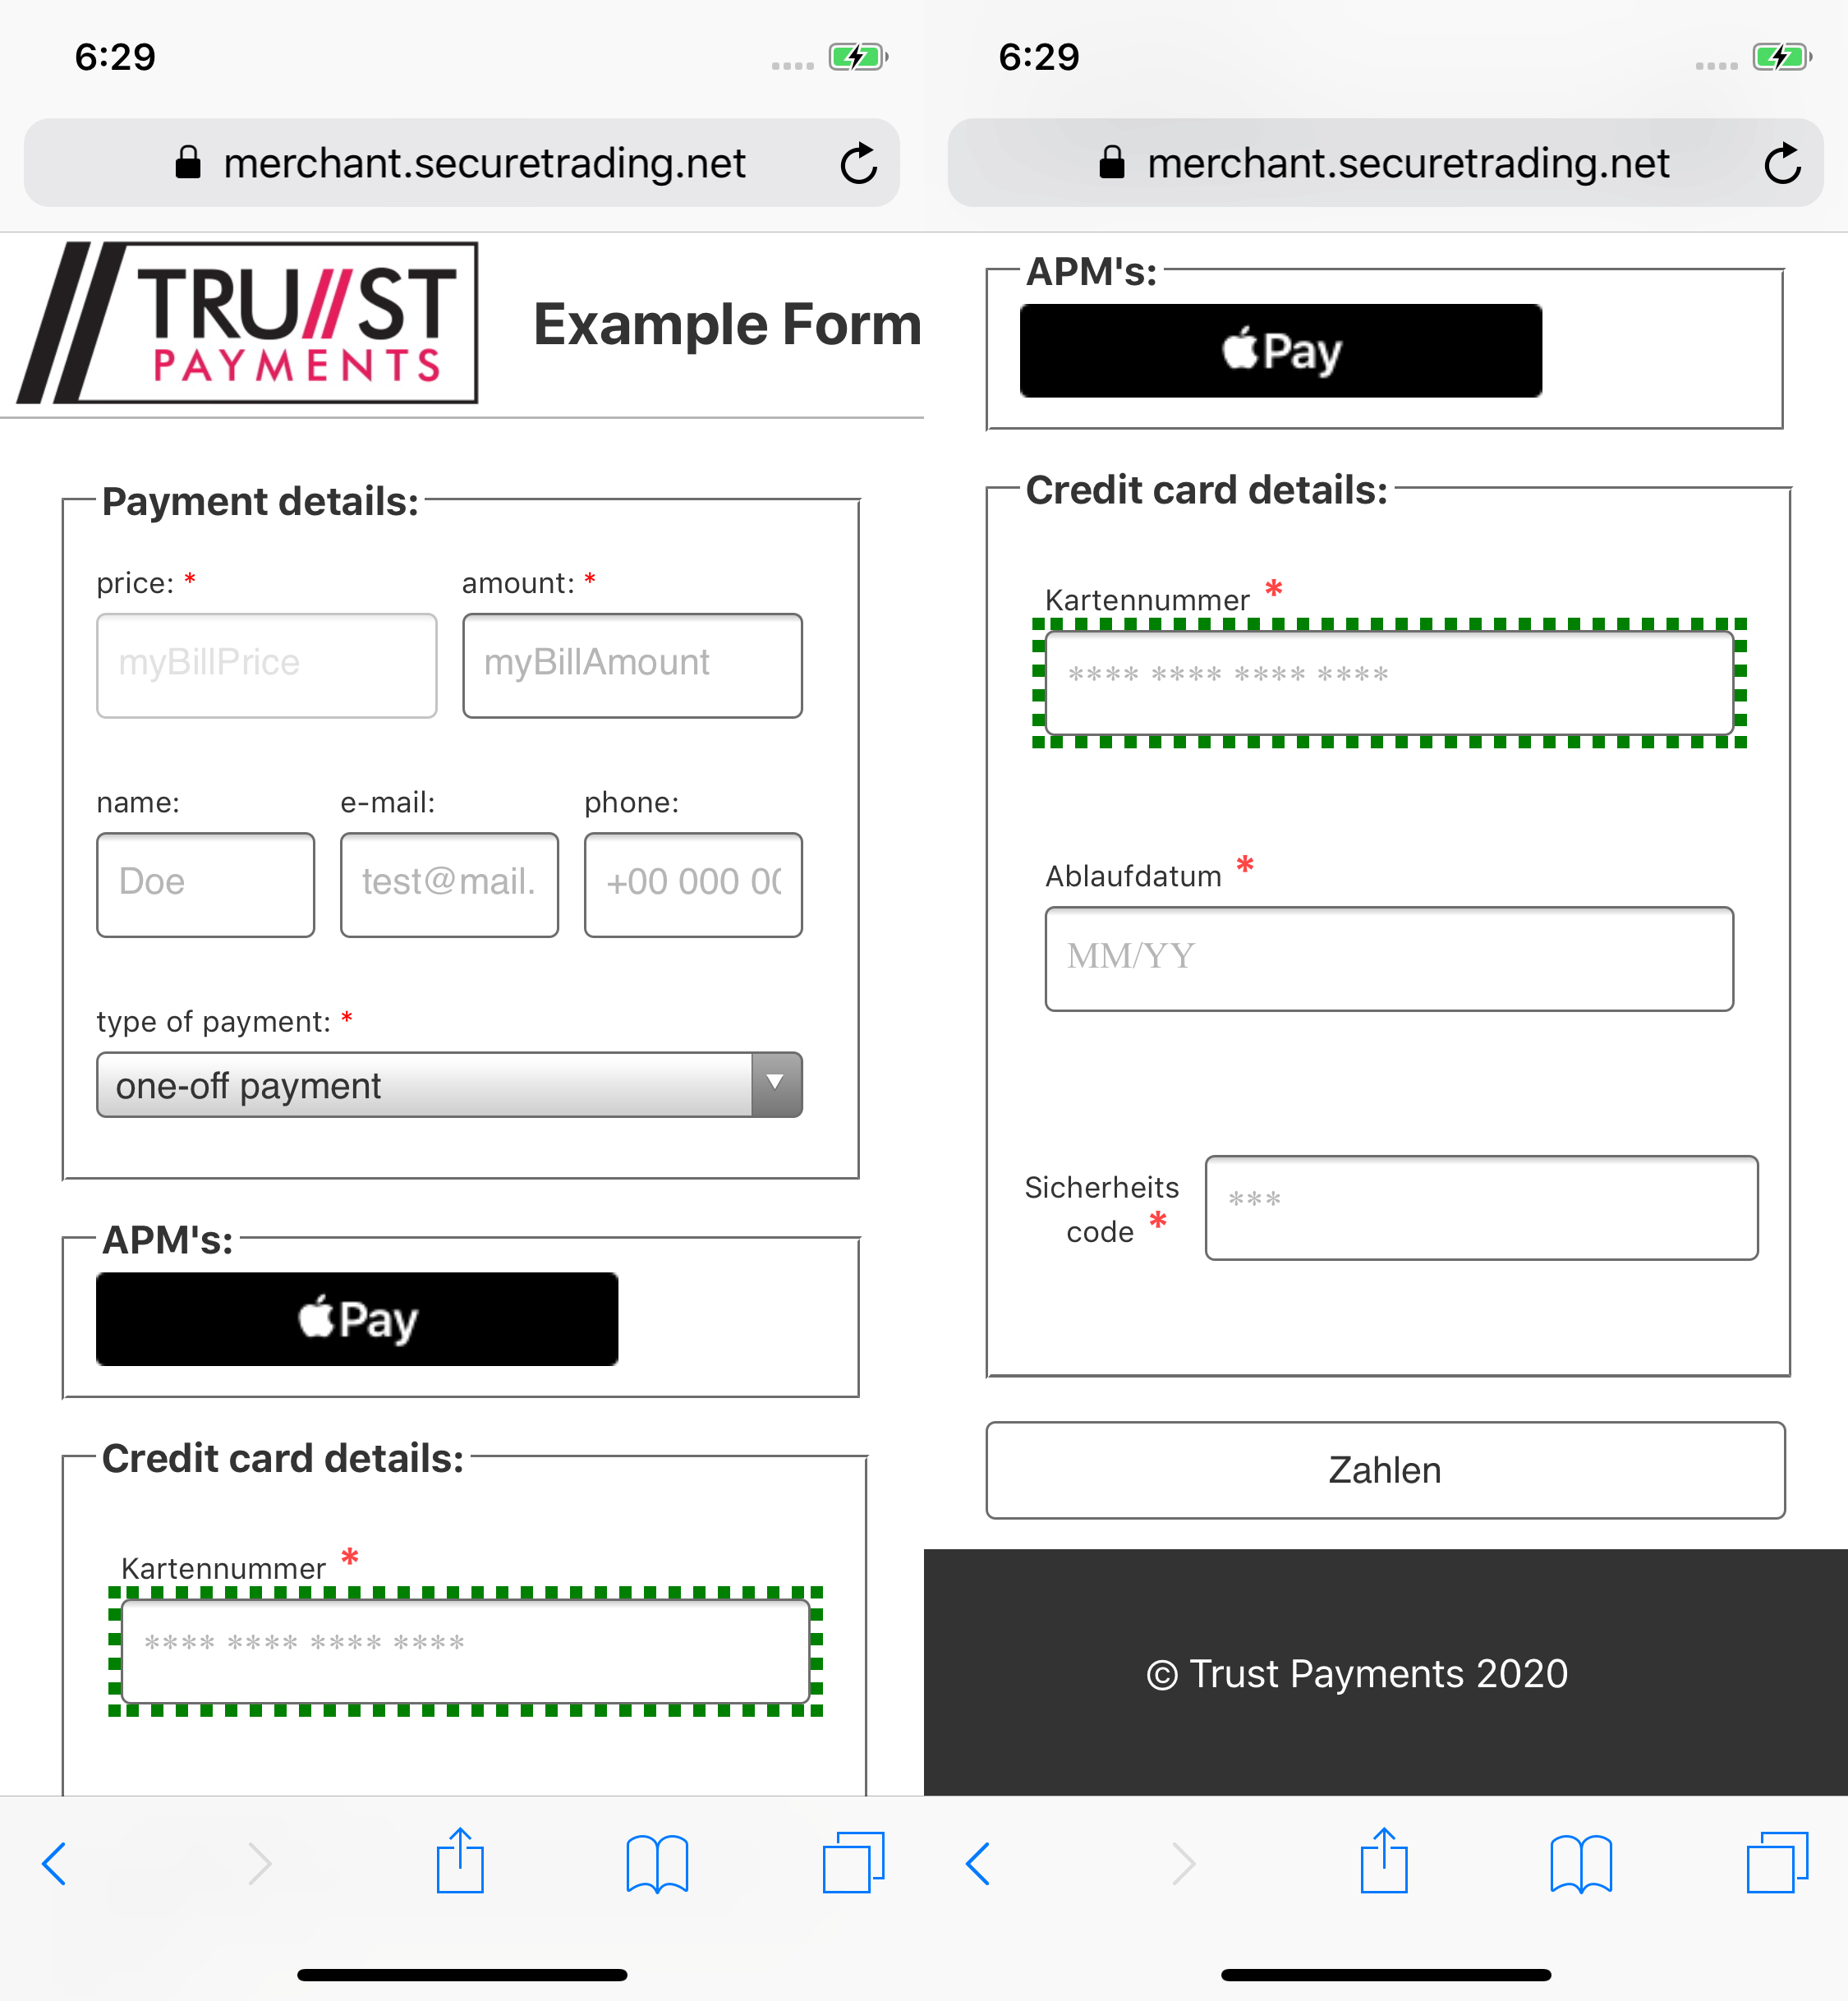 6:29
merchant.securetrading.net
TRU//ST
PAYMENTS
Example Form
Payment details:
price: * amount: *
myBillPrice myBillAmount
name: e-mail: phone:
Doe test@mail. +00 000 00
type of payment: *
one-off payment
APM's:
Pay
Credit card details:
Kartennummer *
**** **** **** ****
6:29
merchant.securetrading.net
APM's:
Pay
Credit card details:
Kartennummer *
**** **** **** ****
Ablaufdatum *
MM/YY
Sicherheits
code *
***
Zahlen
© Trust Payments 2020